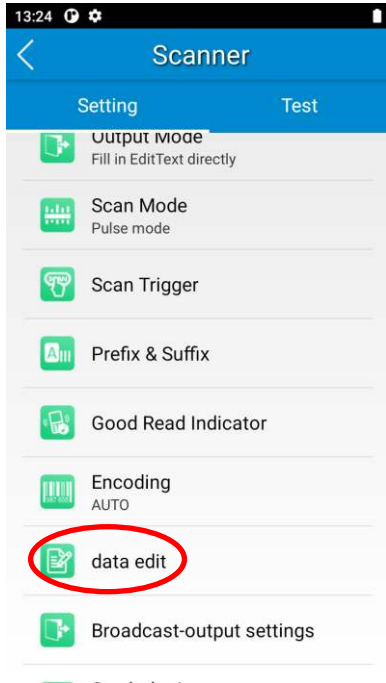 13:24
Scanner
Setting
Test
Output Mode
Fill in EditText directly
Scan Mode
Pulse mode
Scan Trigger
Prefix & Suffix
Good Read Indicator
Encoding
AUTO
data edit
Broadcast-output settings